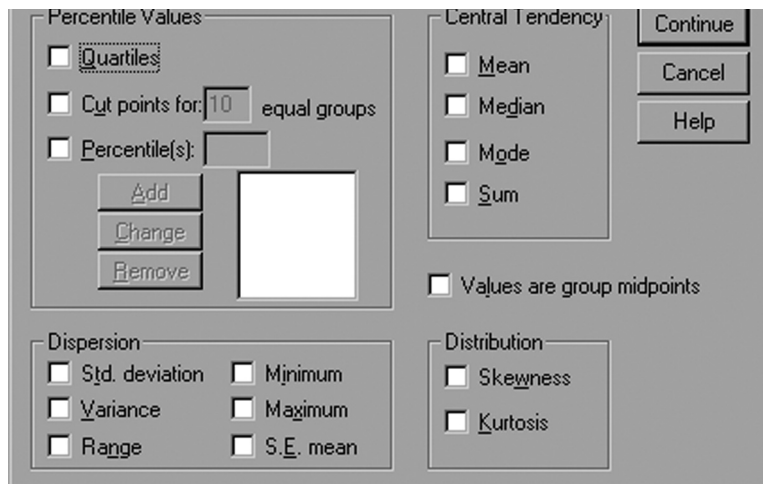 Percentile Values
Quartiles
Cut points for: 10 equal groups
Percentile(s):
Add
Change
Remove
Central Tendency
Mean
Median
Mode
Sum
Continue
Cancel
Help
Values are group midpoints
Dispersion
Std. deviation
Minimum
Variance
Maximum
Range
S.E. mean
Distribution
Skewness
Kurtosis